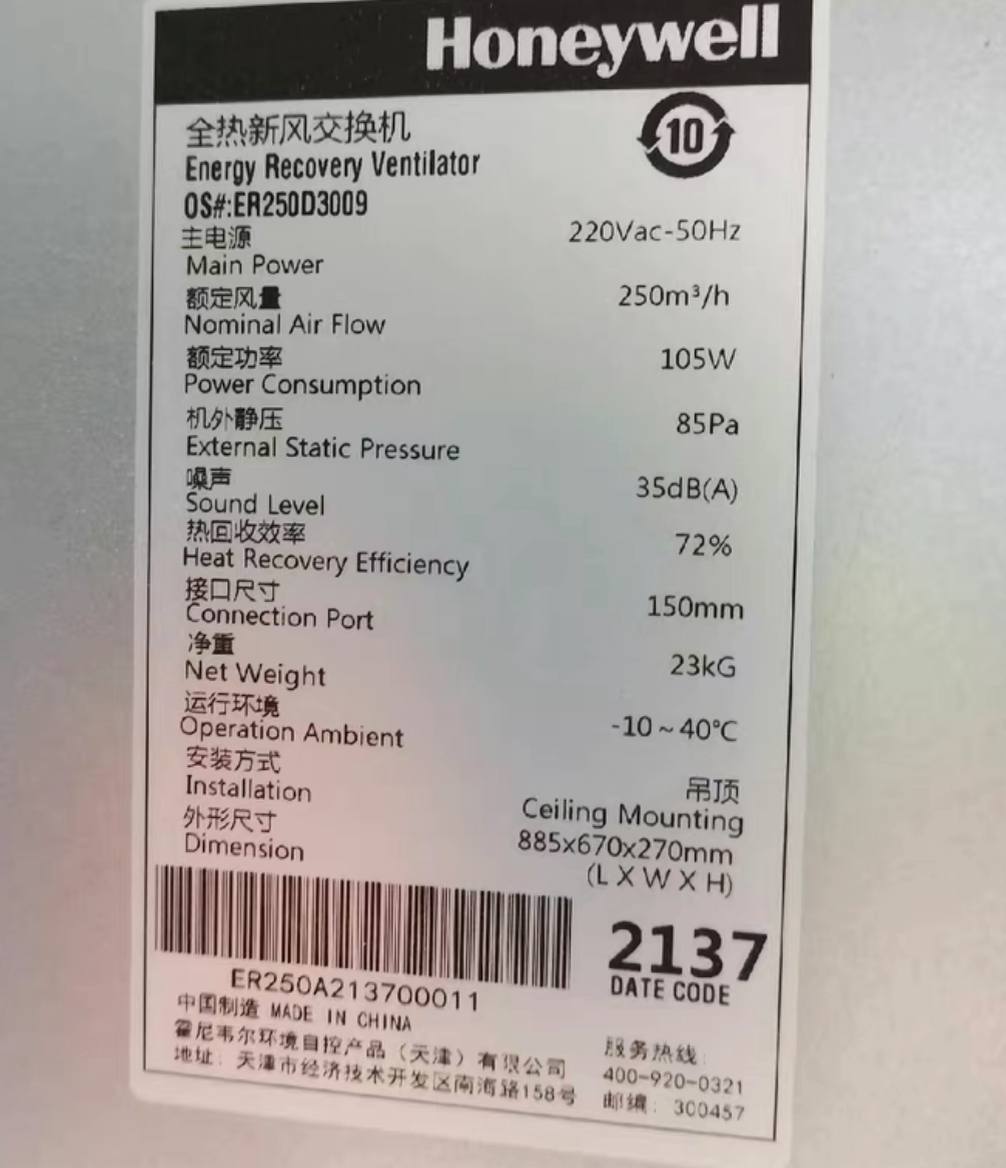 Honeywell
全热新风交换机
10
Energy Recovery Ventilator
OS#:ER250D3009
主电源
220Vac-50Hz
Main Power
额定风量
250m³/h
Nominal Air Flow
额定功率
105W
Power Consumption
机外静压
85Pa
External Static Pressure
噪声
35dB(A)
Sound Level
热回收效率
72%
Heat Recovery Efficiency
接口尺寸
150mm
Connection Port
净重
23kG
Net Weight
运行环境
-10~40℃
Operation Ambient
安装方式
吊顶
Installation
Ceiling Mounting
外形尺寸
885x670x270mm
Dimension
(L X W X H)
2137
DATE CODE
ER250A213700011
中国制造 MADE IN CHINA
霍尼韦尔环境自控产品（天津）有限公司
地址: 天津市经济技术开发区南海路158号
服务热线:
400-920-0321
邮编: 300457